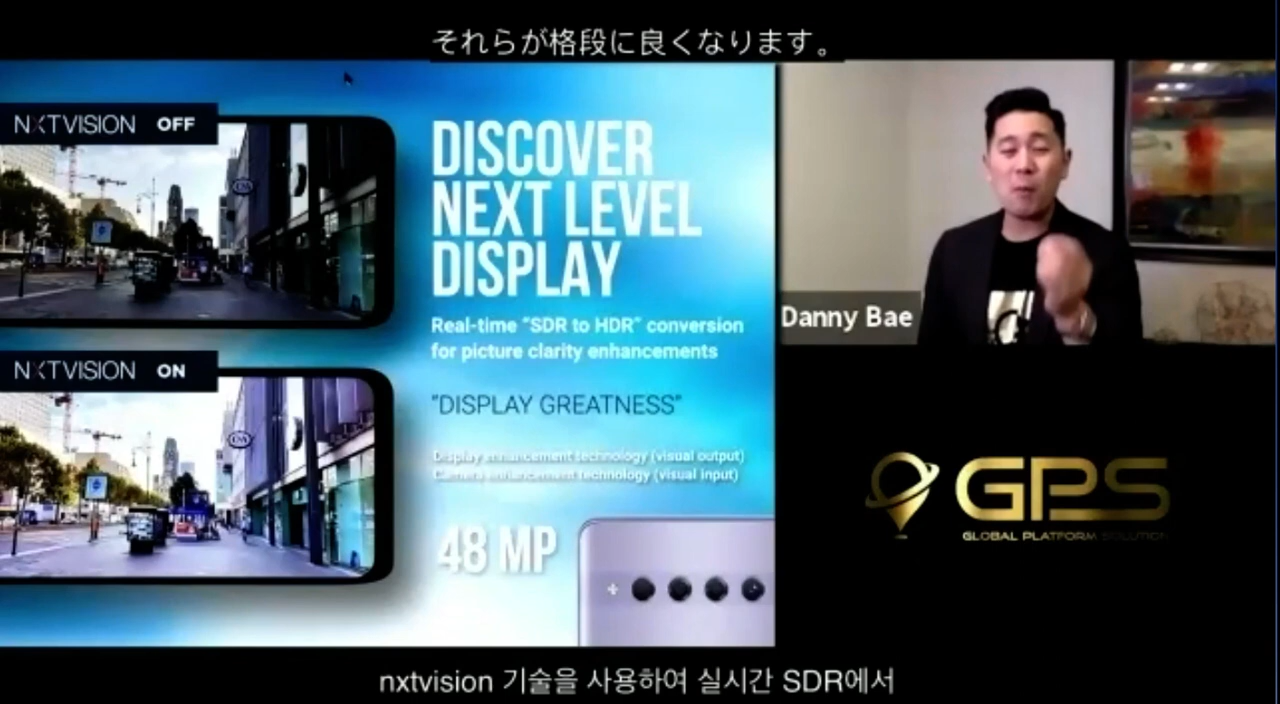 それらが格段に良くなります。
NXTVISION OFF
DISCOVER
NEXT LEVEL
DISPLAY
Real-time “SDR to HDR” conversion
for picture clarity enhancements
NXTVISION ON
"DISPLAY GREATNESS"
Display enhancement technology (visual output)
Camera enhancement technology (visual input)
48 MP
Danny Bae
GPS
GLOBAL PLATFORM SOLUTION
nxtvision 기술을 사용하여 실시간 SDR에서